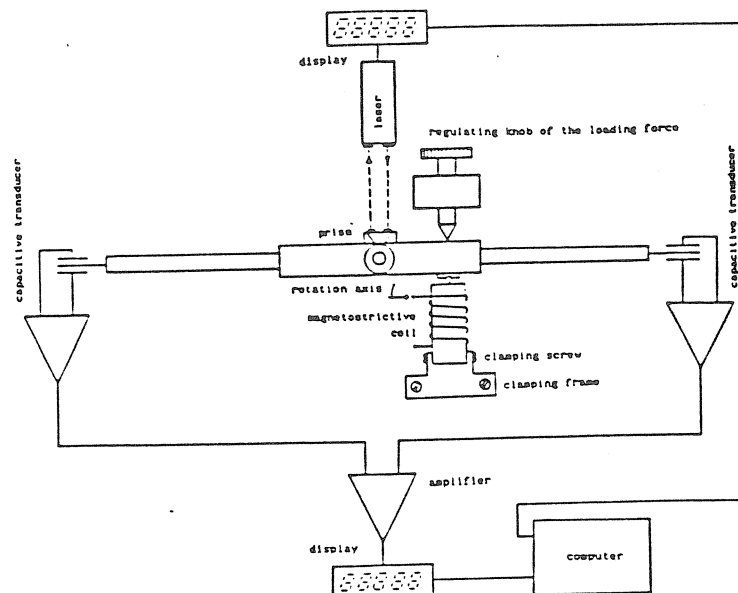 display
laser
regulating knob of the loading force
capacitive transducer
capacitive transducer
prism
rotation axis
magnetostrictive
coil
clamping screw
clamping frame
amplifier
display
computer